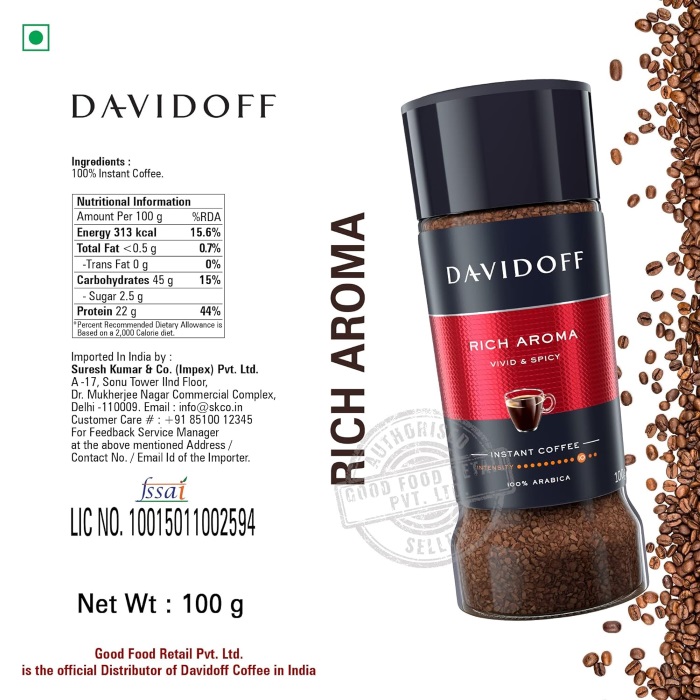 DAVIDOFF
Ingredients :
100% Instant Coffee.
Nutritional Information
Amount Per 100 g %RDA
Energy 313 kcal 15.6%
Total Fat <0.5 g 0.7%
-Trans Fat 0 g 0%
Carbohydrates 45 g 15%
- Sugar 2.5 g
Protein 22 g 44%
*Percent Recommended Dietary Allowance is
Based on a 2,000 Calorie diet.
Imported In India by :
Suresh Kumar & Co. (Impex) Pvt. Ltd.
A -17, Sonu Tower IInd Floor,
Dr. Mukherjee Nagar Commercial Complex,
Delhi -110009. Email : info@skco.in
Customer Care # : +91 85100 12345
For Feedback Service Manager
at the above mentioned Address /
Contact No. / Email Id of the Importer.
fssai
LIC NO. 10015011002594
Net Wt : 100 g
Good Food Retail Pvt. Ltd.
is the official Distributor of Davidoff Coffee in India
RICH AROMA
DAVIDOFF
RICH AROMA
VIVID & SPICY
INSTANT COFFEE
INTENSITY 10
100% ARABICA
100
AUTHORISED
GOOD FOOD RETAIL
PVT.
SELLER